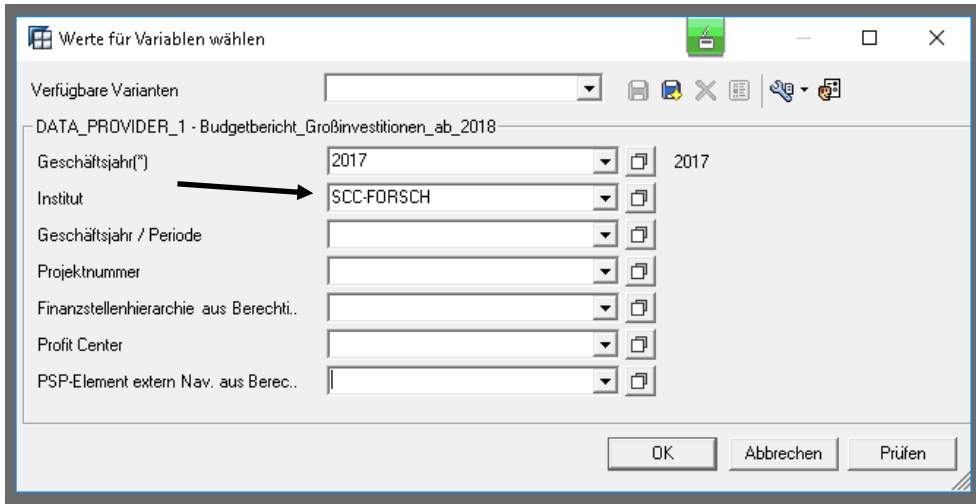 Werte für Variablen wählen
Verfügbare Varianten
DATA_PROVIDER_1 - Budgetbericht_Großinvestitionen_ab_2018
Geschäftsjahr(*) 2017 2017
Institut SCC-FORSCH
Geschäftsjahr / Periode
Projektnummer
Finanzstellenhierarchie aus Berechti..
Profit Center
PSP-Element extern Nav. aus Berec..
OK Abbrechen Prüfen